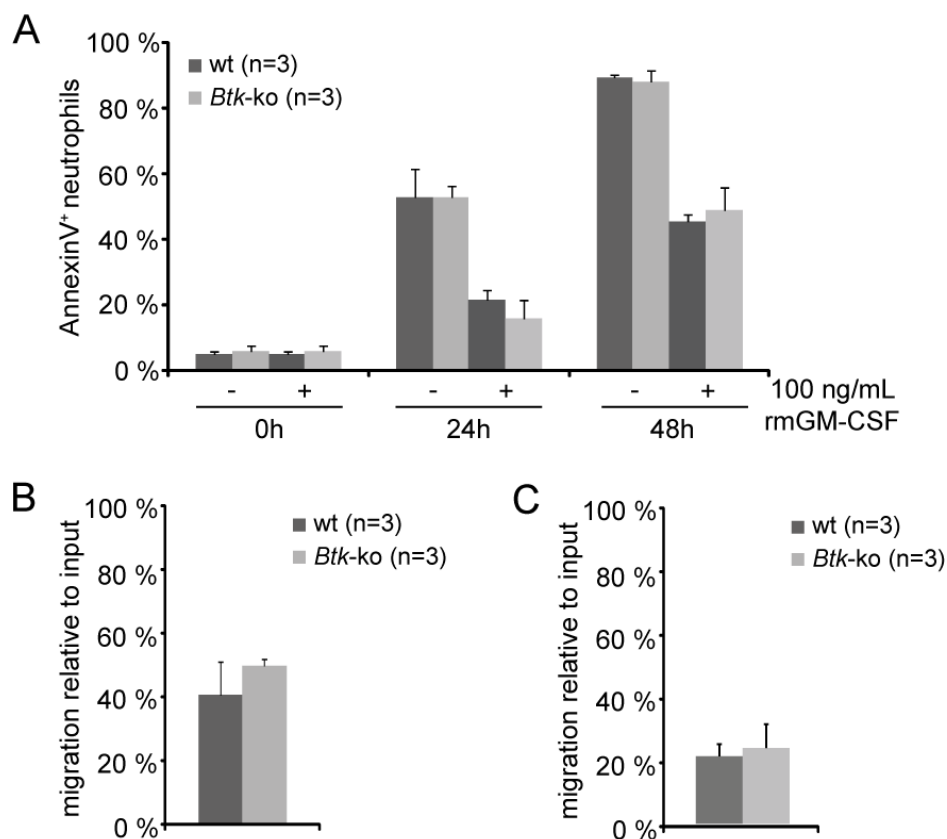 A
100 %
80 %
60 %
40 %
20 %
0 %
AnnexinV⁺ neutrophils
wt (n=3)
Btk-ko (n=3)
- + - + - + 100 ng/mL
rmGM-CSF
0h 24h 48h
B
100 %
80 %
60 %
40 %
20 %
0 %
migration relative to input
wt (n=3)
Btk-ko (n=3)
C
100 %
80 %
60 %
40 %
20 %
0 %
migration relative to input
wt (n=3)
Btk-ko (n=3)